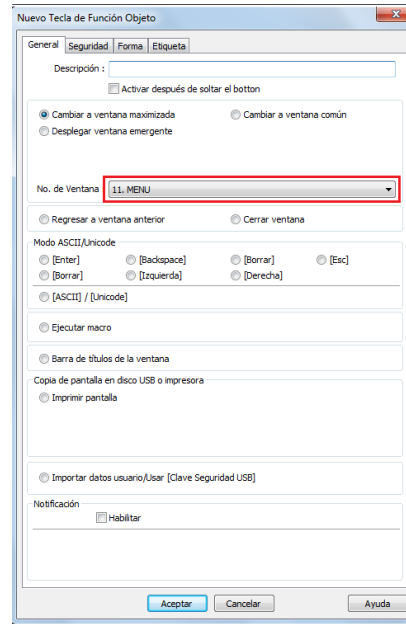 Nuevo Tecla de Función Objeto
General Seguridad Forma Etiqueta
Descripción :
Activar después de soltar el botton
Cambiar a ventana maximizada Cambiar a ventana común
Desplegar ventana emergente
No. de Ventana 11. MENU
Regresar a ventana anterior Cerrar ventana
Modo ASCII/Unicode
[Enter] [Backspace] [Borrar] [Esc]
[Borrar] [Izquierda] [Derecha]
[ASCII] / [Unicode]
Ejecutar macro
Barra de títulos de la ventana
Copia de pantalla en disco USB o impresora
Imprimir pantalla
Importar datos usuario/Usar [Clave Seguridad USB]
Notificación
Habilitar
Aceptar Cancelar Ayuda